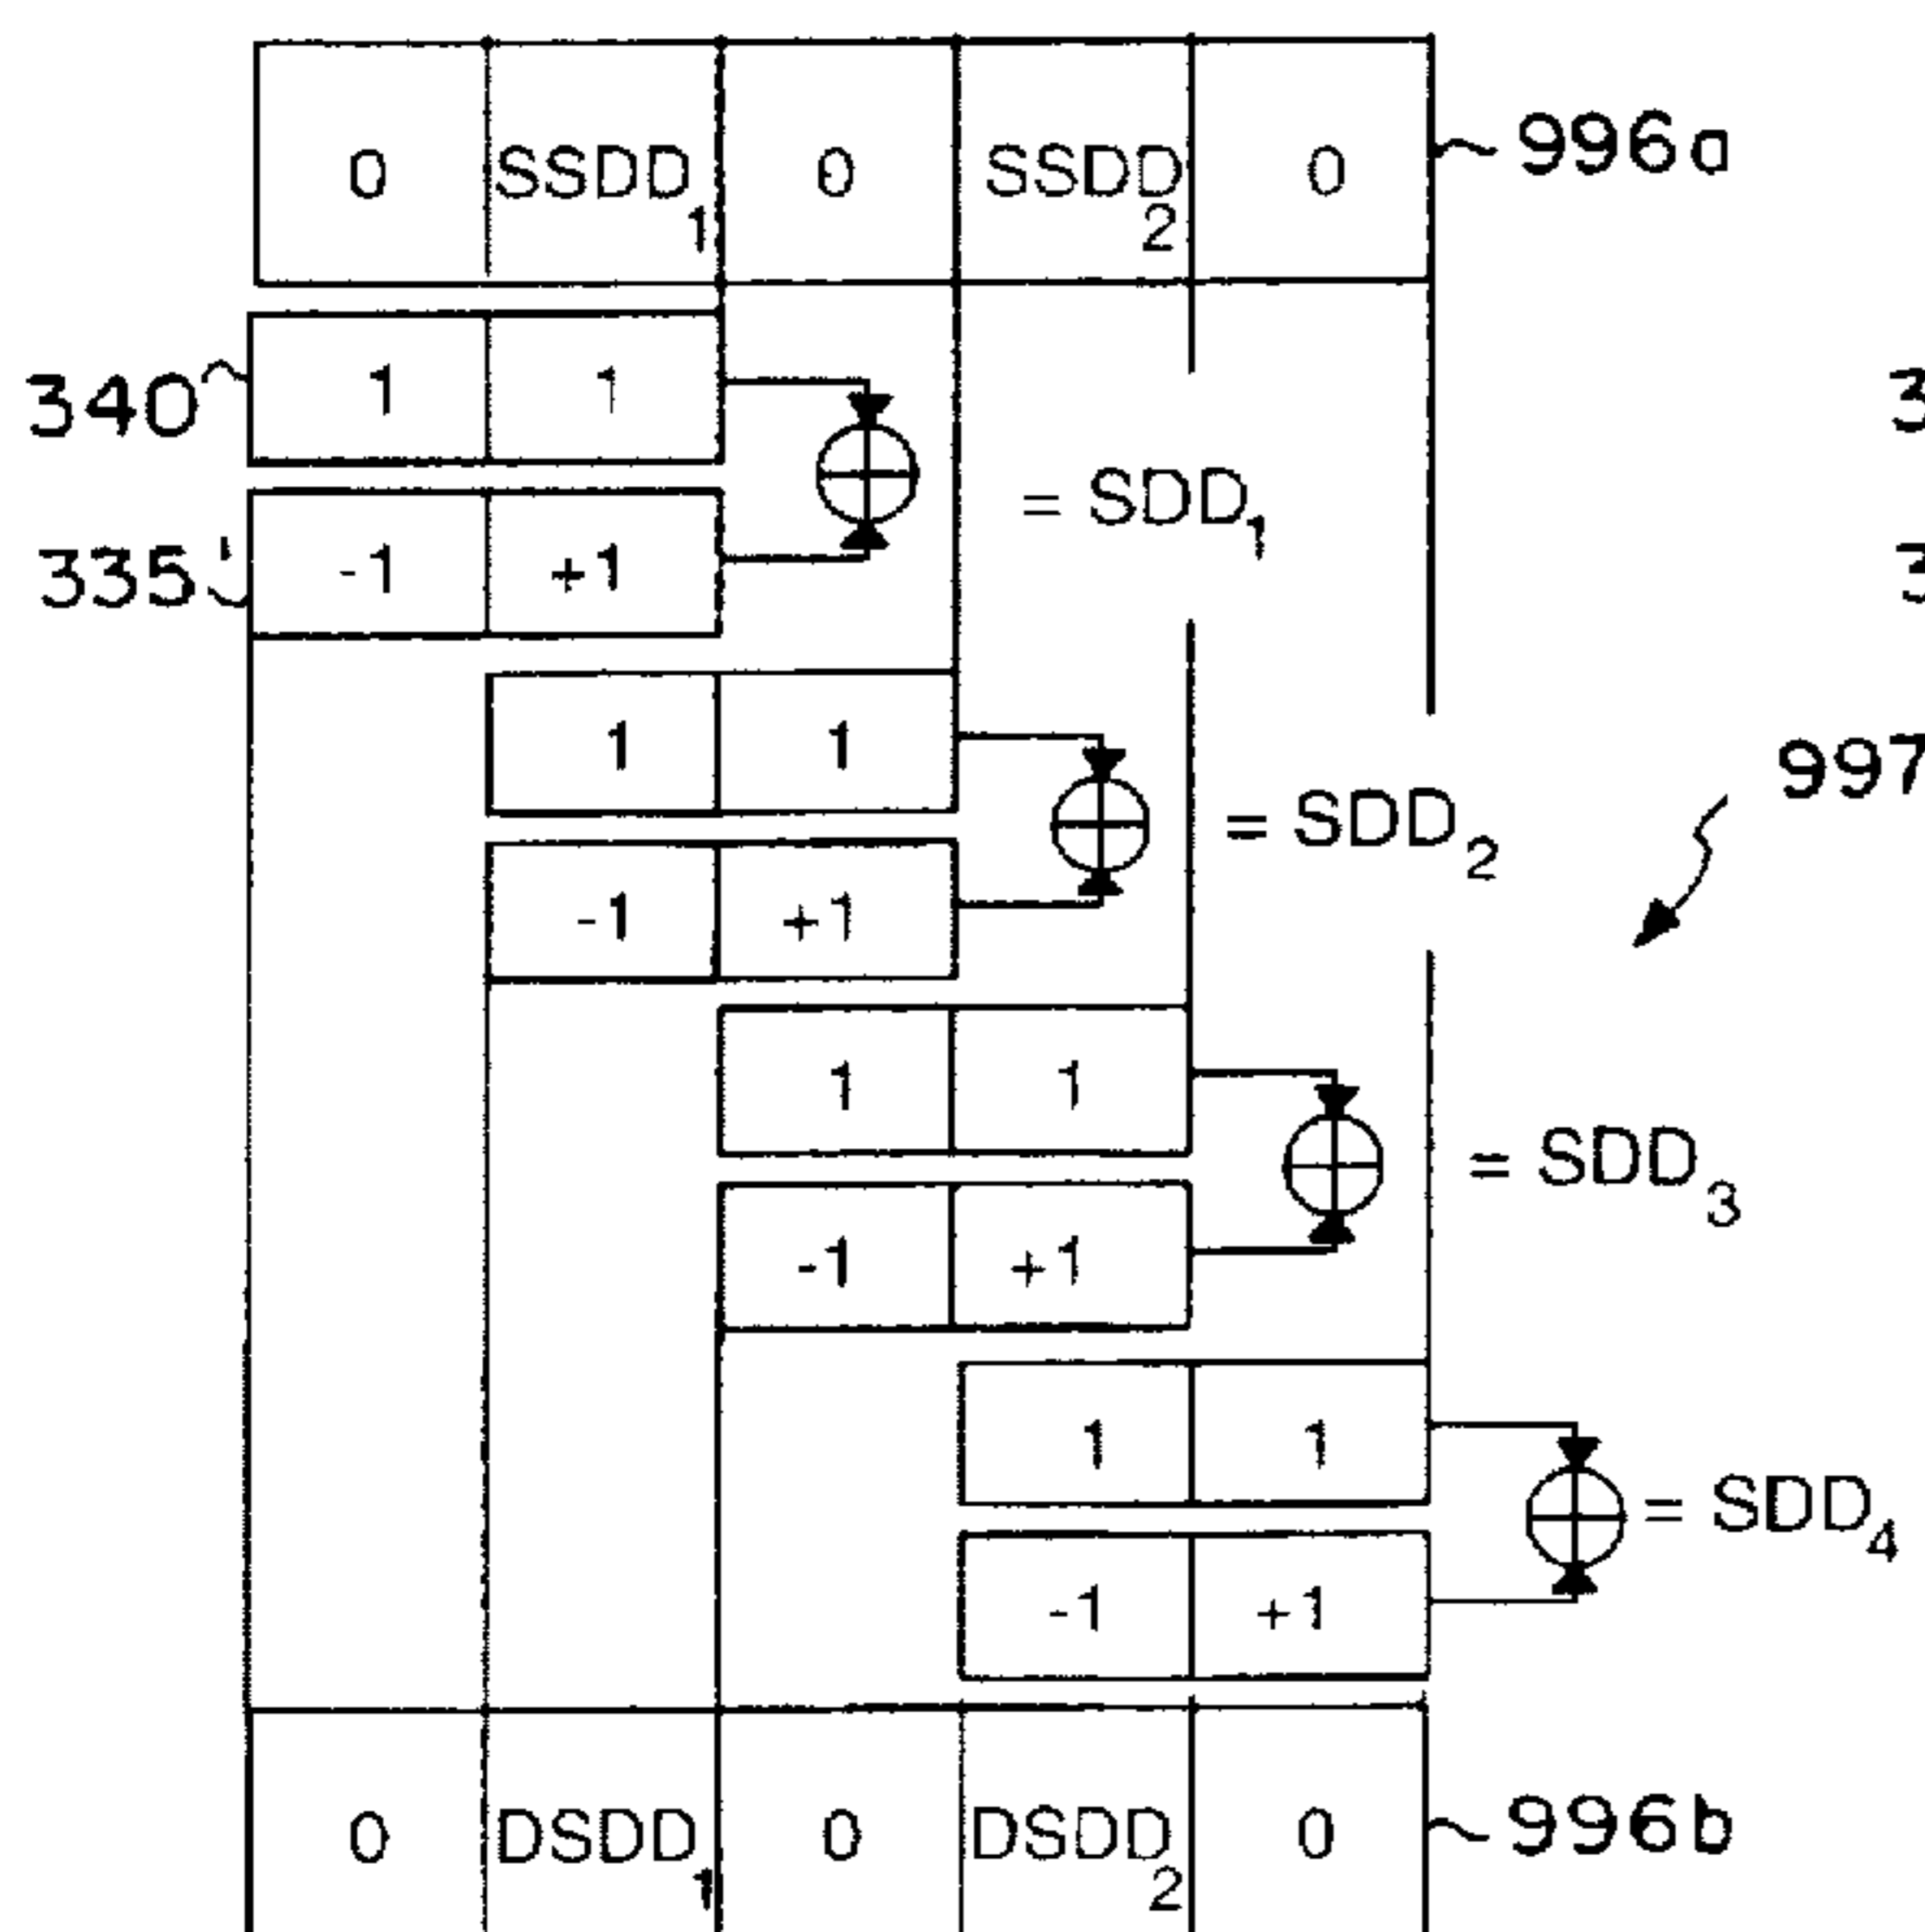 0 SSDD1 0 SSDD2 0 996a
340 1 1
= SDD1
335' -1 +1
1 1
= SDD2
-1 +1
997
1 1
= SDD3
-1 +1
1 1
= SDD4
-1 +1
0 DSDD1 0 DSDD2 0 996b